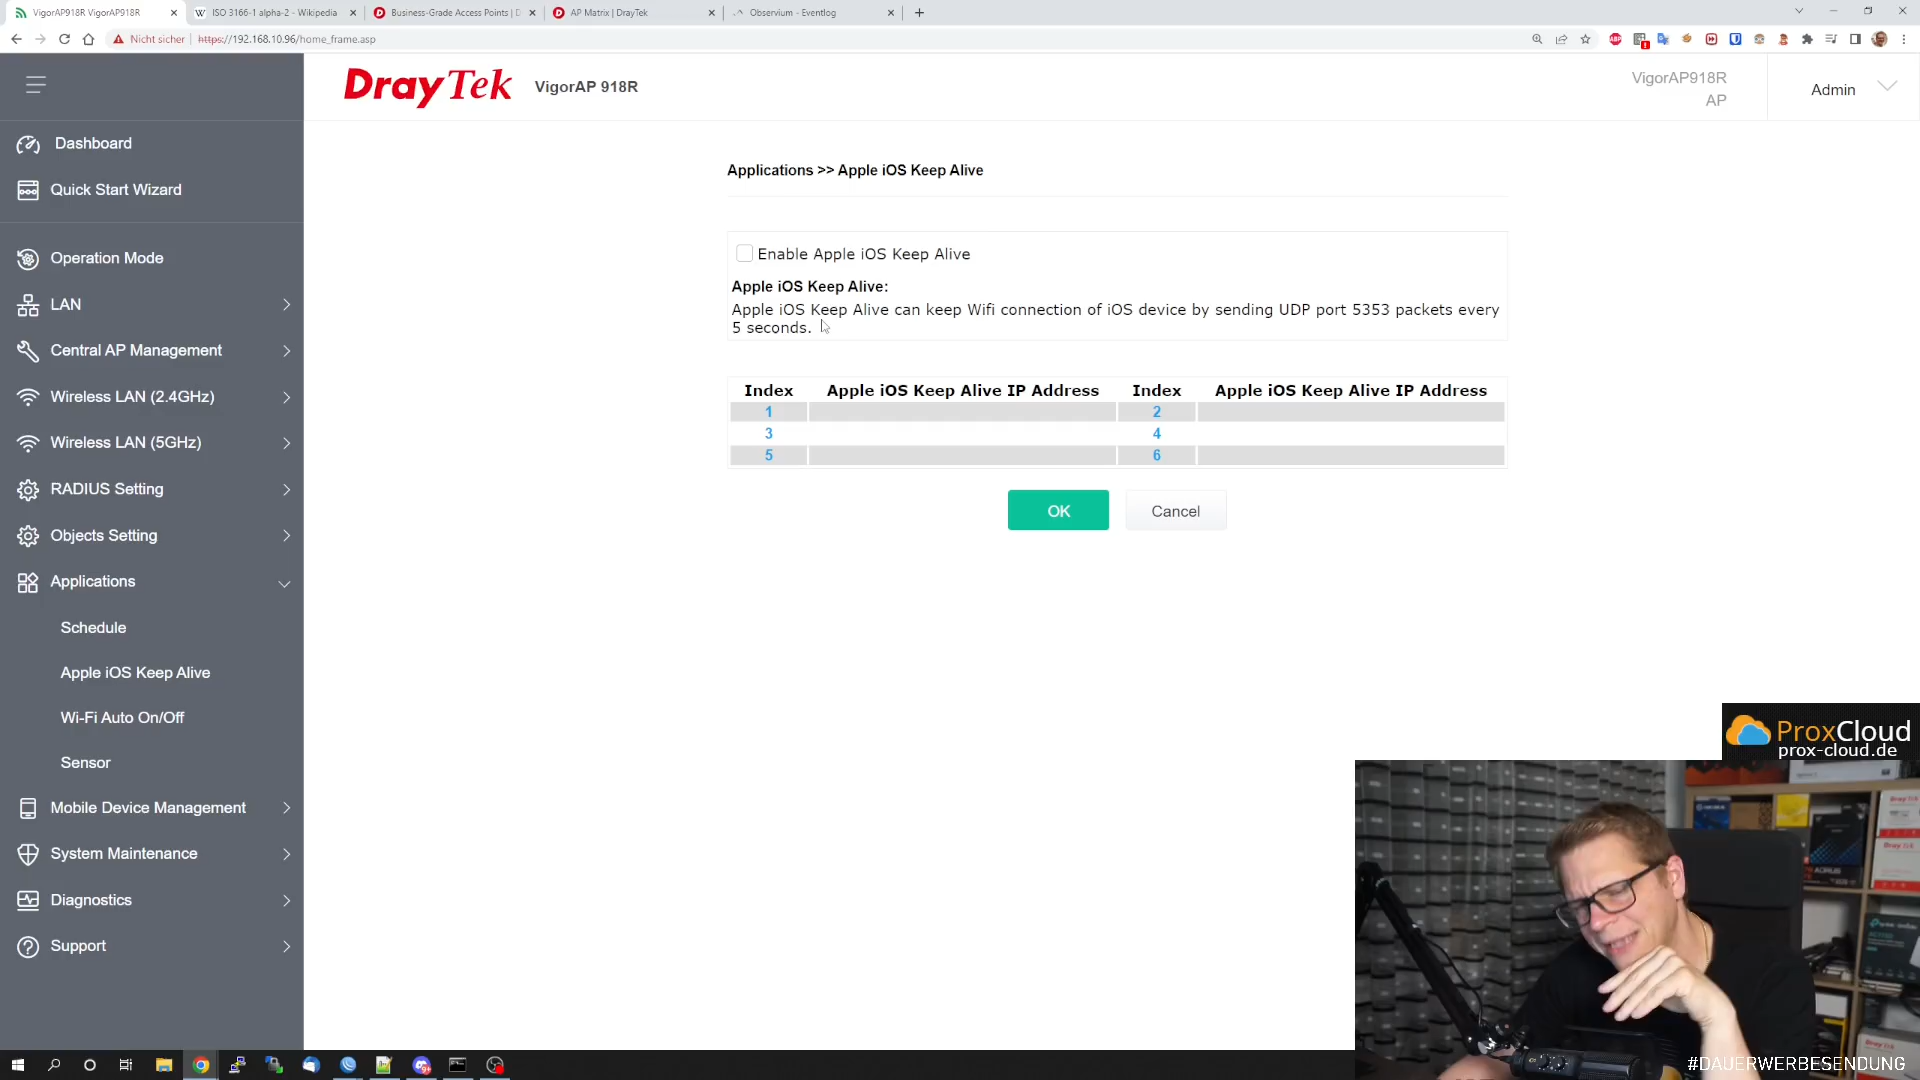 VigorAP918R VigorAP918R
ISO 3166-1 alpha-2 - Wikipedia
Business-Grade Access Points | D
AP Matrix | DrayTek
Observium - Eventlog
Nicht sicher
https://192.168.10.96/home_frame.asp
ABP
DrayTek
VigorAP 918R
VigorAP918R
AP
Admin
Dashboard
Quick Start Wizard
Operation Mode
LAN
Central AP Management
Wireless LAN (2.4GHz)
Wireless LAN (5GHz)
RADIUS Setting
Objects Setting
Applications
Schedule
Apple iOS Keep Alive
Wi-Fi Auto On/Off
Sensor
Mobile Device Management
System Maintenance
Diagnostics
Support
Applications >> Apple iOS Keep Alive
Enable Apple iOS Keep Alive
Apple iOS Keep Alive:
Apple iOS Keep Alive can keep Wifi connection of iOS device by sending UDP port 5353 packets every
5 seconds.
Index Apple iOS Keep Alive IP Address Index Apple iOS Keep Alive IP Address
1 2
3 4
5 6
OK
Cancel
ProxCloud
prox-cloud.de
#DAUERWERBESENDUNG